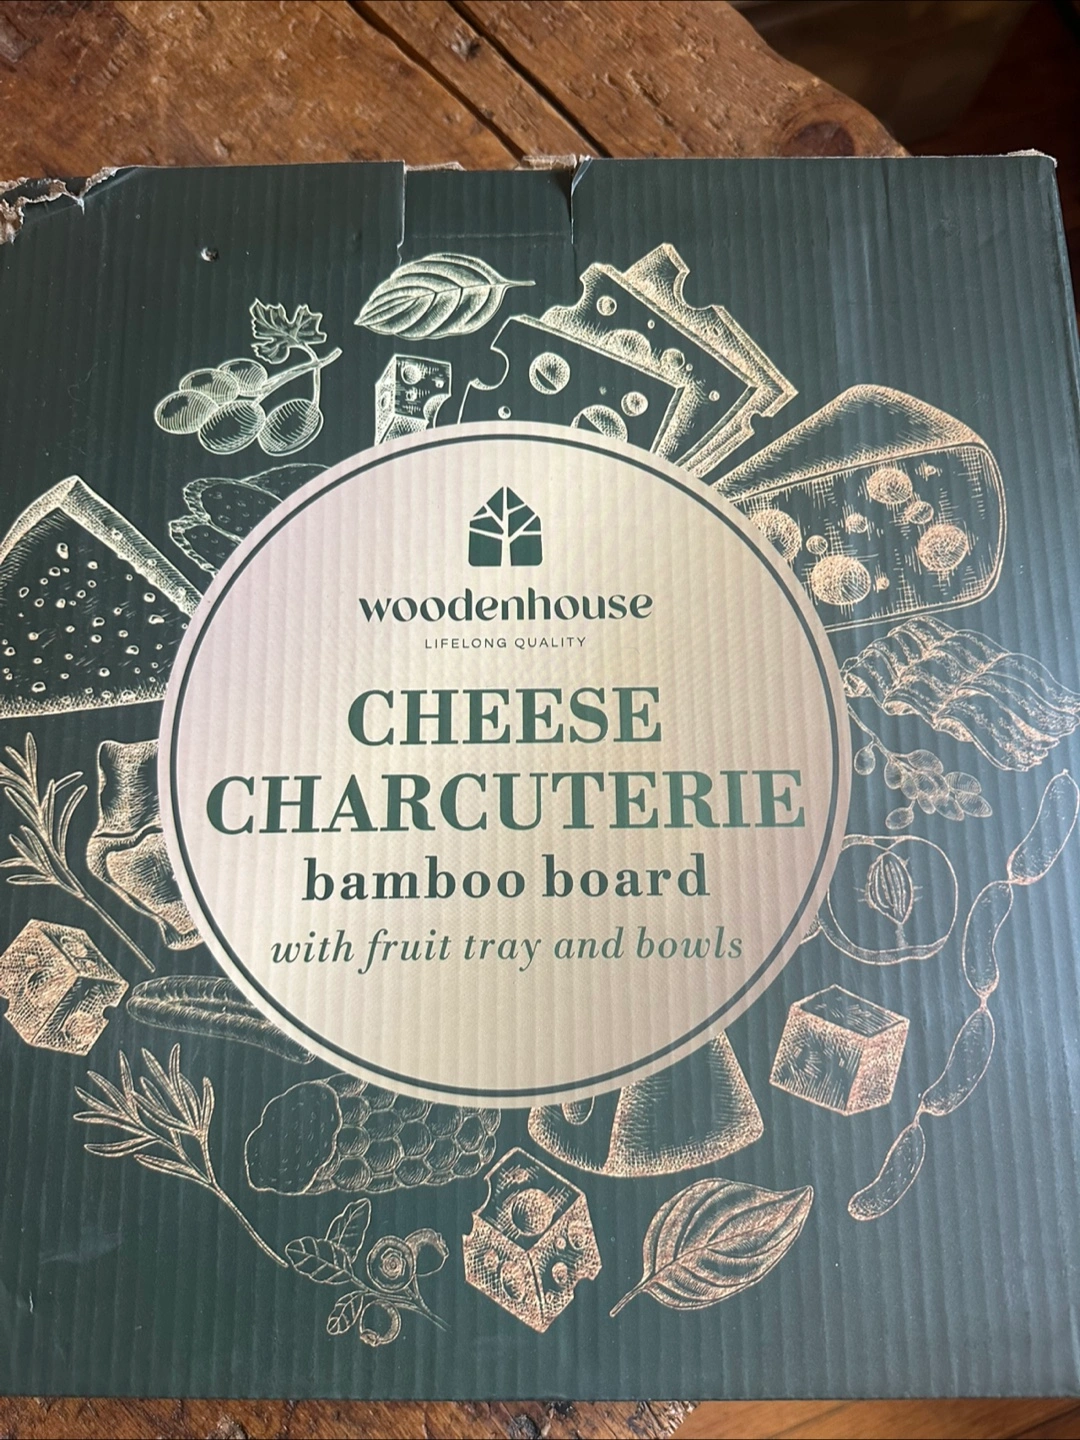 woodenhouse
LIFELONG QUALITY
CHEESE
CHARCUTERIE
bamboo board
with fruit tray and bowls